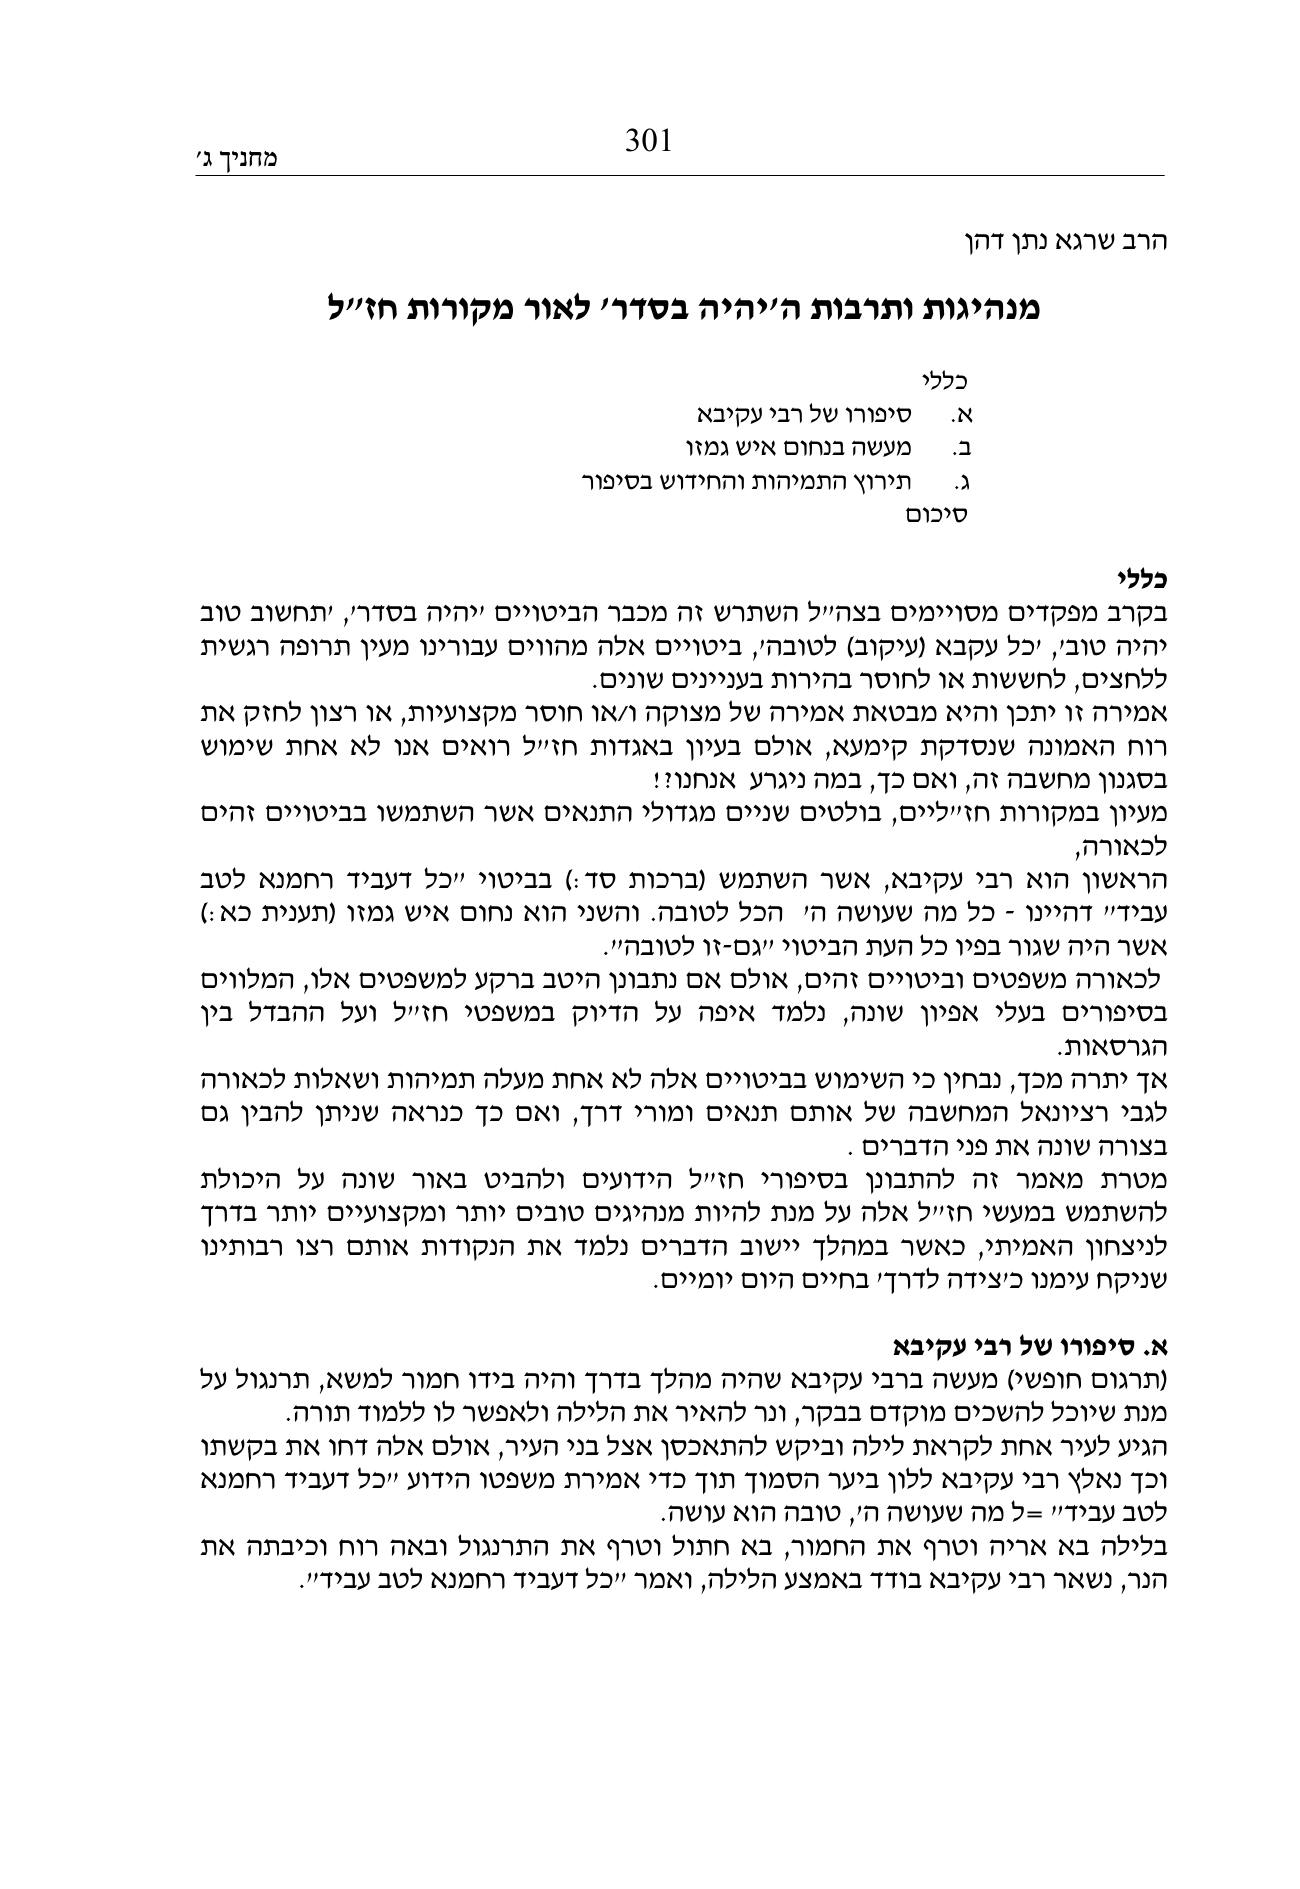 301
מחניך ג'
הרב שרגא נתן דהן
מנהיגות ותרבות ה'יהיה בסדר' לאור מקורות חז"ל
כללי
א. סיפורו של רבי עקיבא
ב. מעשה בנחום איש גמזו
ג. תירוץ התמיהות והחידוש בסיפור
סיכום
כללי
בקרב מפקדים מסויימים בצה"ל השתרש זה מכבר הביטויים 'יהיה בסדר', 'תחשוב טוב
יהיה טוב', 'כל עקבא (עיקוב) לטובה', ביטויים אלה מהווים עבורינו מעין תרופה רגשית
ללחצים, לחששות או לחוסר בהירות בעניינים שונים.
אמירה זו יתכן והיא מבטאת אמירה של מצוקה ו/או חוסר מקצועיות, או רצון לחזק את
רוח האמונה שנסדקת קימעא, אולם בעיון באגדות חז"ל רואים אנו לא אחת שימוש
בסגנון מחשבה זה, ואם כך, במה ניגרע אנחנו?!
מעיון במקורות חז"ליים, בולטים שניים מגדולי התנאים אשר השתמשו בביטויים זהים
לכאורה,
הראשון הוא רבי עקיבא, אשר השתמש (ברכות סד:) בביטוי "כל דעביד רחמנא לטב
עביד" דהיינו - כל מה שעושה ה' הכל לטובה. והשני הוא נחום איש גמזו (תענית כא:)
אשר היה שגור בפיו כל העת הביטוי "גם-זו לטובה".
לכאורה משפטים וביטויים זהים, אולם אם נתבונן היטב ברקע למשפטים אלו, המלווים
בסיפורים בעלי אפיון שונה, נלמד איפה על הדיוק במשפטי חז"ל ועל ההבדל בין
הגרסאות.
אך יתרה מכך, נבחין כי השימוש בביטויים אלה לא אחת מעלה תמיהות ושאלות לכאורה
לגבי רציונאל המחשבה של אותם תנאים ומורי דרך, ואם כך כנראה שניתן להבין גם
בצורה שונה את פני הדברים .
מטרת מאמר זה להתבונן בסיפורי חז"ל הידועים ולהביט באור שונה על היכולת
להשתמש במעשי חז"ל אלה על מנת להיות מנהיגים טובים יותר ומקצועיים יותר בדרך
לניצחון האמיתי, כאשר במהלך יישוב הדברים נלמד את הנקודות אותם רצו רבותינו
שניקח עימנו כ'צידה לדרך' בחיים היום יומיים.
א. סיפורו של רבי עקיבא
(תרגום חופשי) מעשה ברבי עקיבא שהיה מהלך בדרך והיה בידו חמור למשא, תרנגול על
מנת שיוכל להשכים מוקדם בבקר, ונר להאיר את הלילה ולאפשר לו ללמוד תורה.
הגיע לעיר אחת לקראת לילה וביקש להתאכסן אצל בני העיר, אולם אלה דחו את בקשתו
וכך נאלץ רבי עקיבא ללון ביער הסמוך תוך כדי אמירת משפטו הידוע "כל דעביד רחמנא
לטב עביד" =ל מה שעושה ה', טובה הוא עושה.
בלילה בא אריה וטרף את החמור, בא חתול וטרף את התרנגול ובאה רוח וכיבתה את
הנר, נשאר רבי עקיבא בודד באמצע הלילה, ואמר "כל דעביד רחמנא לטב עביד".